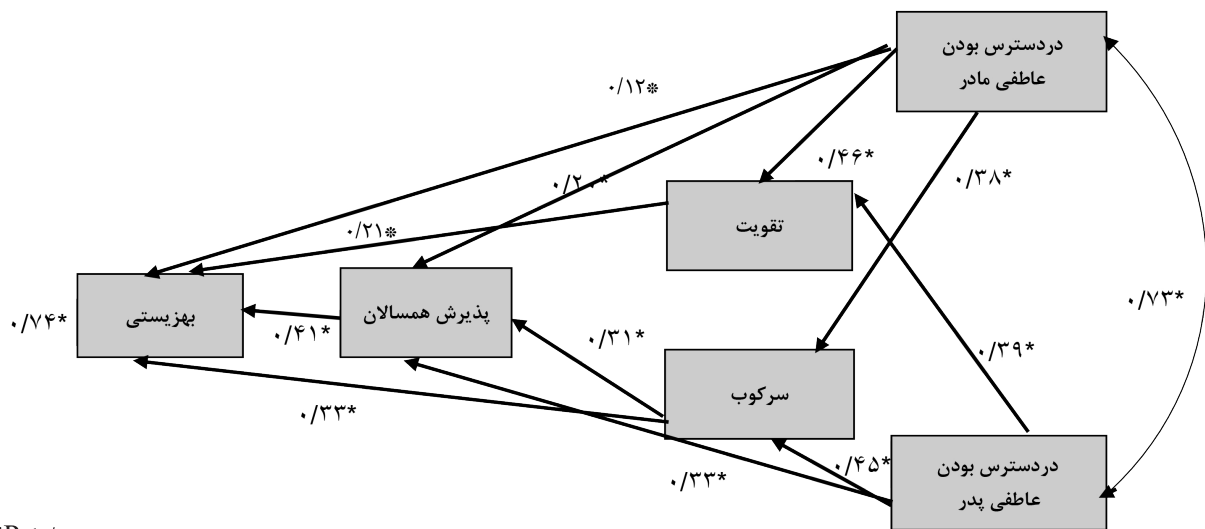 دردسترس بودن
عاطفی مادر
۰/۱۲*
۰/۴۶*
۰/۳۸*
۰/۲۰*
تقویت
۰/۲۱*
۰/۷۳*
بهزیستی
پذیرش همسالان
۰/۷۴*
۰/۴۱*
۰/۳۱*
۰/۳۹*
سرکوب
۰/۳۳*
۰/۳۳*
۰/۴۵*
دردسترس بودن
عاطفی پدر